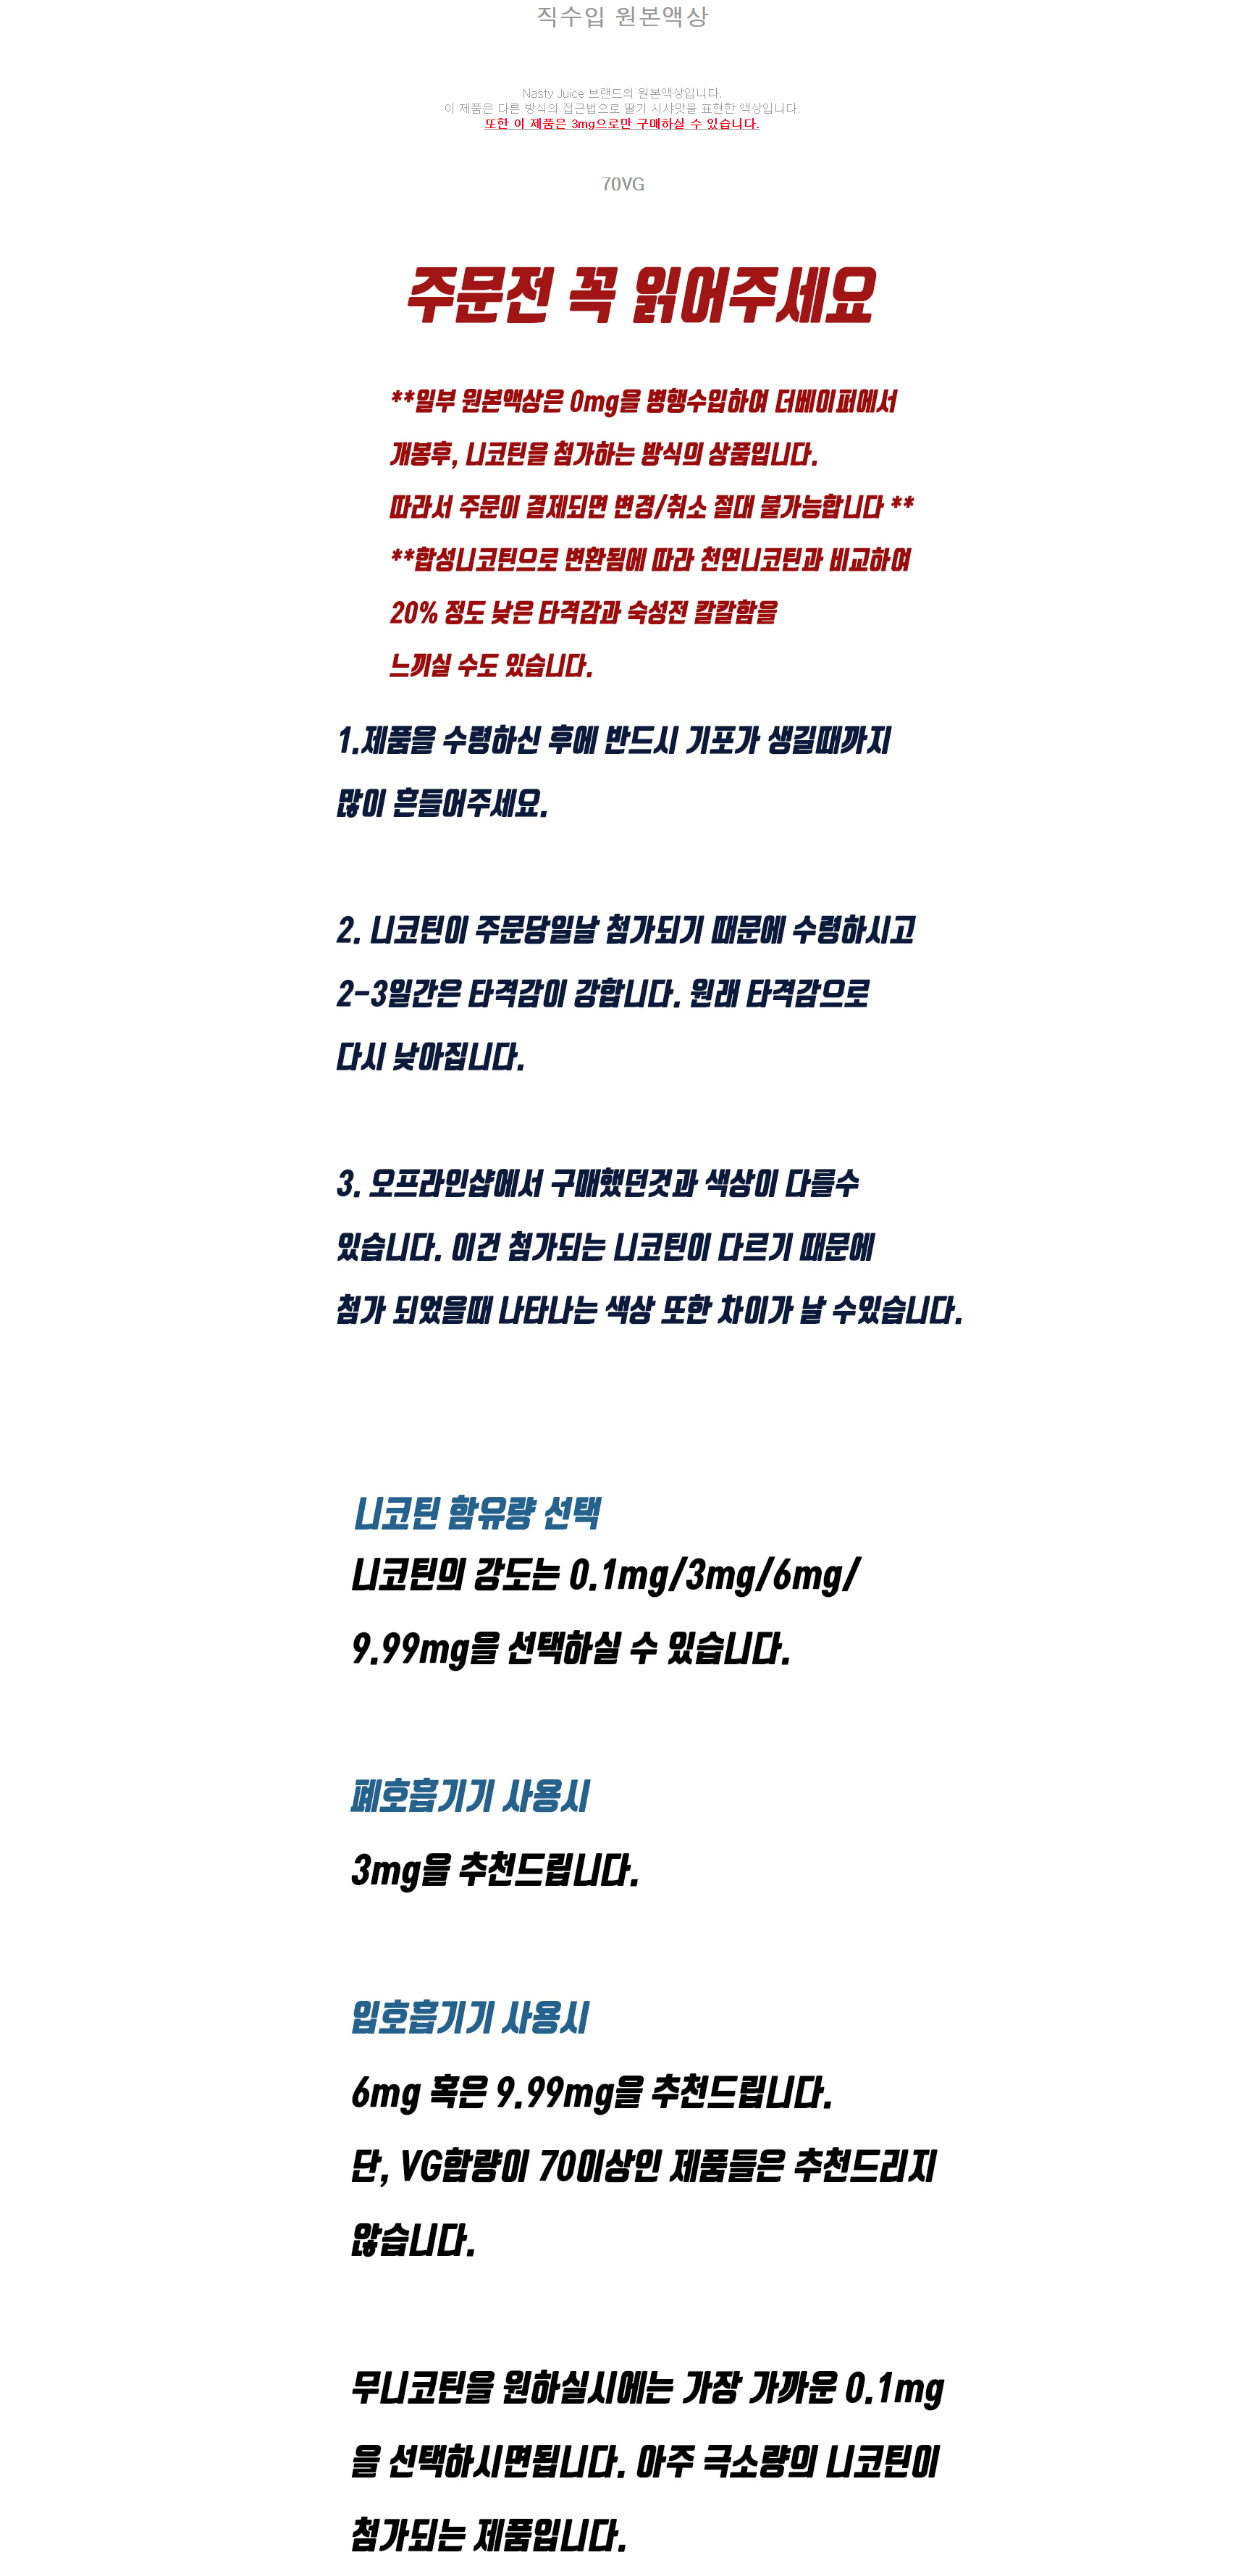 직수입 원본액상
Nasty Juice 브랜드의 원본액상입니다.
이 제품은 다른 방식의 접근법으로 딸기 시샤맛을 표현한 액상입니다.
또한 이 제품은 3mg으로만 구매하실 수 있습니다.
70VG
주문전 꼭 읽어주세요
**일부 원본액상은 0mg을 병행수입하여 더베이퍼에서
개봉후, 니코틴을 첨가하는 방식의 상품입니다.
따라서 주문이 결제되면 변경/취소 절대 불가능합니다 **
**합성니코틴으로 변환됨에 따라 천연니코틴과 비교하여
20% 정도 낮은 타격감과 숙성전 칼칼함을
느끼실 수도 있습니다.
1.제품을 수령하신 후에 반드시 기포가 생길때까지
많이 흔들어주세요.
2. 니코틴이 주문당일날 첨가되기 때문에 수령하시고
2-3일간은 타격감이 강합니다. 원래 타격감으로
다시 낮아집니다.
3. 오프라인샵에서 구매했던것과 색상이 다를수
있습니다. 이건 첨가되는 니코틴이 다르기 때문에
첨가 되었을때 나타나는 색상 또한 차이가 날 수있습니다.
니코틴 함유량 선택
니코틴의 강도는 0.1mg/3mg/6mg/
9.99mg을 선택하실 수 있습니다.
폐호흡기기 사용시
3mg을 추천드립니다.
입호흡기기 사용시
6mg 혹은 9.99mg을 추천드립니다.
단, VG함량이 70이상인 제품들은 추천드리지
않습니다.
무니코틴을 원하실시에는 가장 가까운 0.1mg
을 선택하시면됩니다. 아주 극소량의 니코틴이
첨가되는 제품입니다.